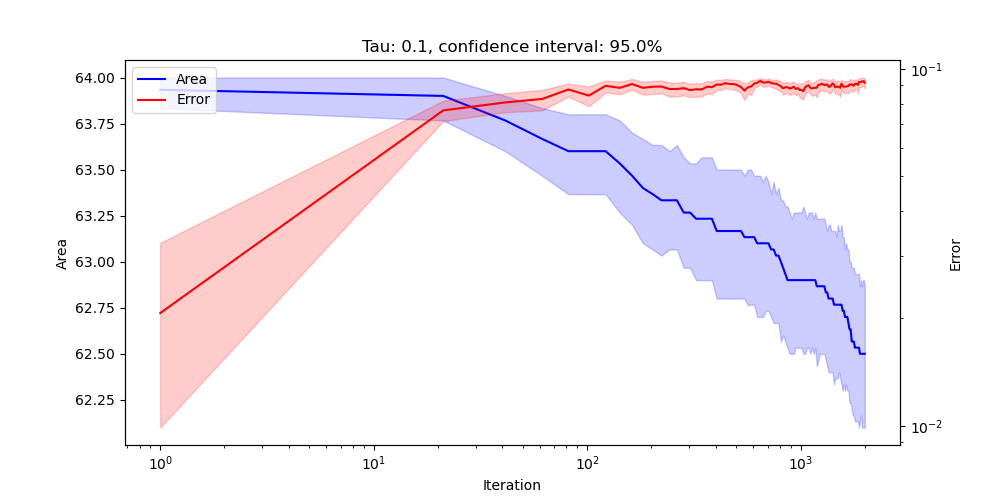 Tau: 0.1, confidence interval: 95.0%
Area
Error
64.00
63.75
63.50
63.25
63.00
62.75
62.50
62.25
Area
10⁻¹
10⁻²
Error
10⁰ 10¹ 10² 10³
Iteration